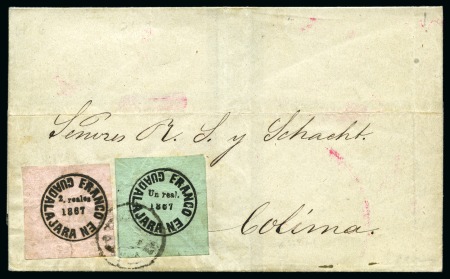 Señores R. S. y Schacht.
FRANCO EN GUADALAJARA
2. reales
1867
FRANCO EN GUADALAJARA
Un real.
1867
Colima.